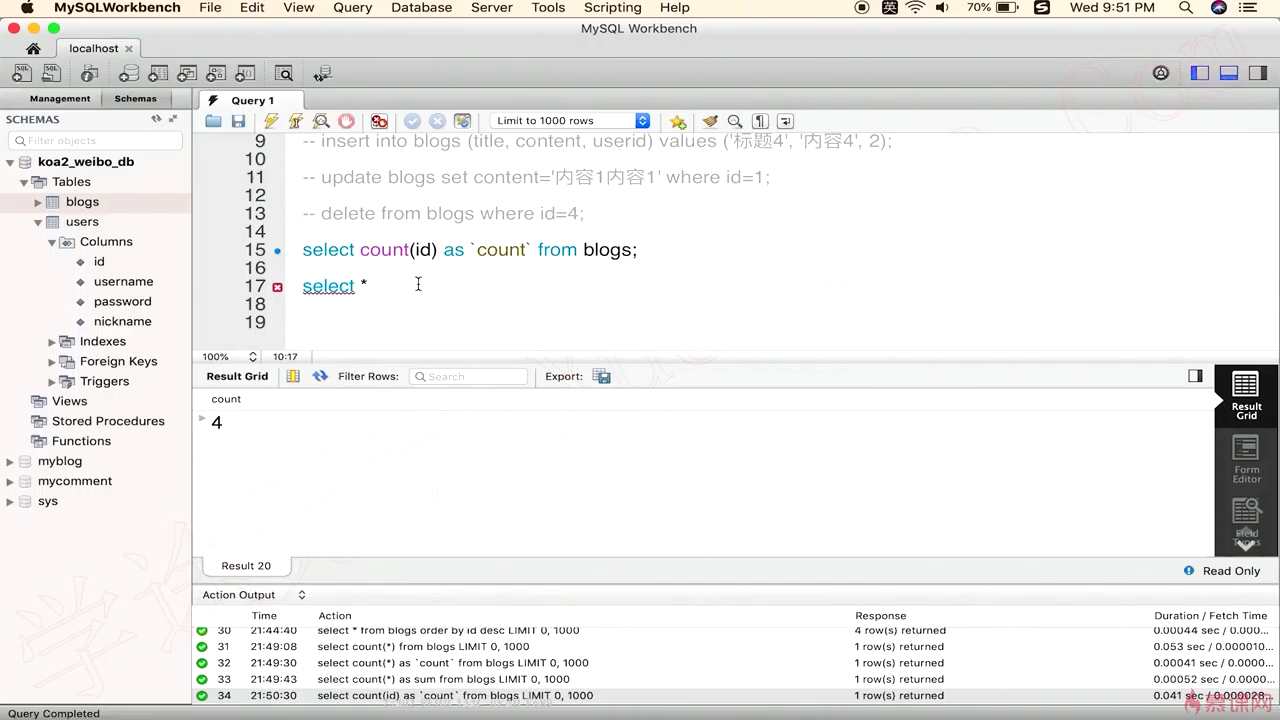 MySQLWorkbench File Edit View Query Database Server Tools Scripting Help 英 70% S Wed 9:51 PM
MySQL Workbench
localhost
Management Schemas Query 1
SCHEMAS
Limit to 1000 rows
Filter objects
koa2_weibo_db
Tables
blogs
users
Columns
id
username
password
nickname
Indexes
Foreign Keys
Triggers
Views
Stored Procedures
Functions
myblog
mycomment
sys
9 -- insert into blogs (title, content, userid) values ('标题4', '内容4', 2);
10
11 -- update blogs set content='内容1内容1' where id=1;
12
13 -- delete from blogs where id=4;
14
15 select count(id) as `count` from blogs;
16
17 select *
18
19
100% 10:17
Result Grid Filter Rows: Search Export:
count
4
Result Grid
Form Editor
Field Types
Result 20
Read Only
Action Output
Time Action Response Duration / Fetch Time
30 21:44:40 select * from blogs order by id desc LIMIT 0, 1000 4 row(s) returned 0.00044 sec / 0.000...
31 21:49:08 select count(*) from blogs LIMIT 0, 1000 1 row(s) returned 0.053 sec / 0.000010...
32 21:49:30 select count(*) as `count` from blogs LIMIT 0, 1000 1 row(s) returned 0.00041 sec / 0.0000...
33 21:49:43 select count(*) as sum from blogs LIMIT 0, 1000 1 row(s) returned 0.00052 sec / 0.0000...
34 21:50:30 select count(id) as `count` from blogs LIMIT 0, 1000 1 row(s) returned 0.041 sec / 0.000028...
Query Completed
慕课网